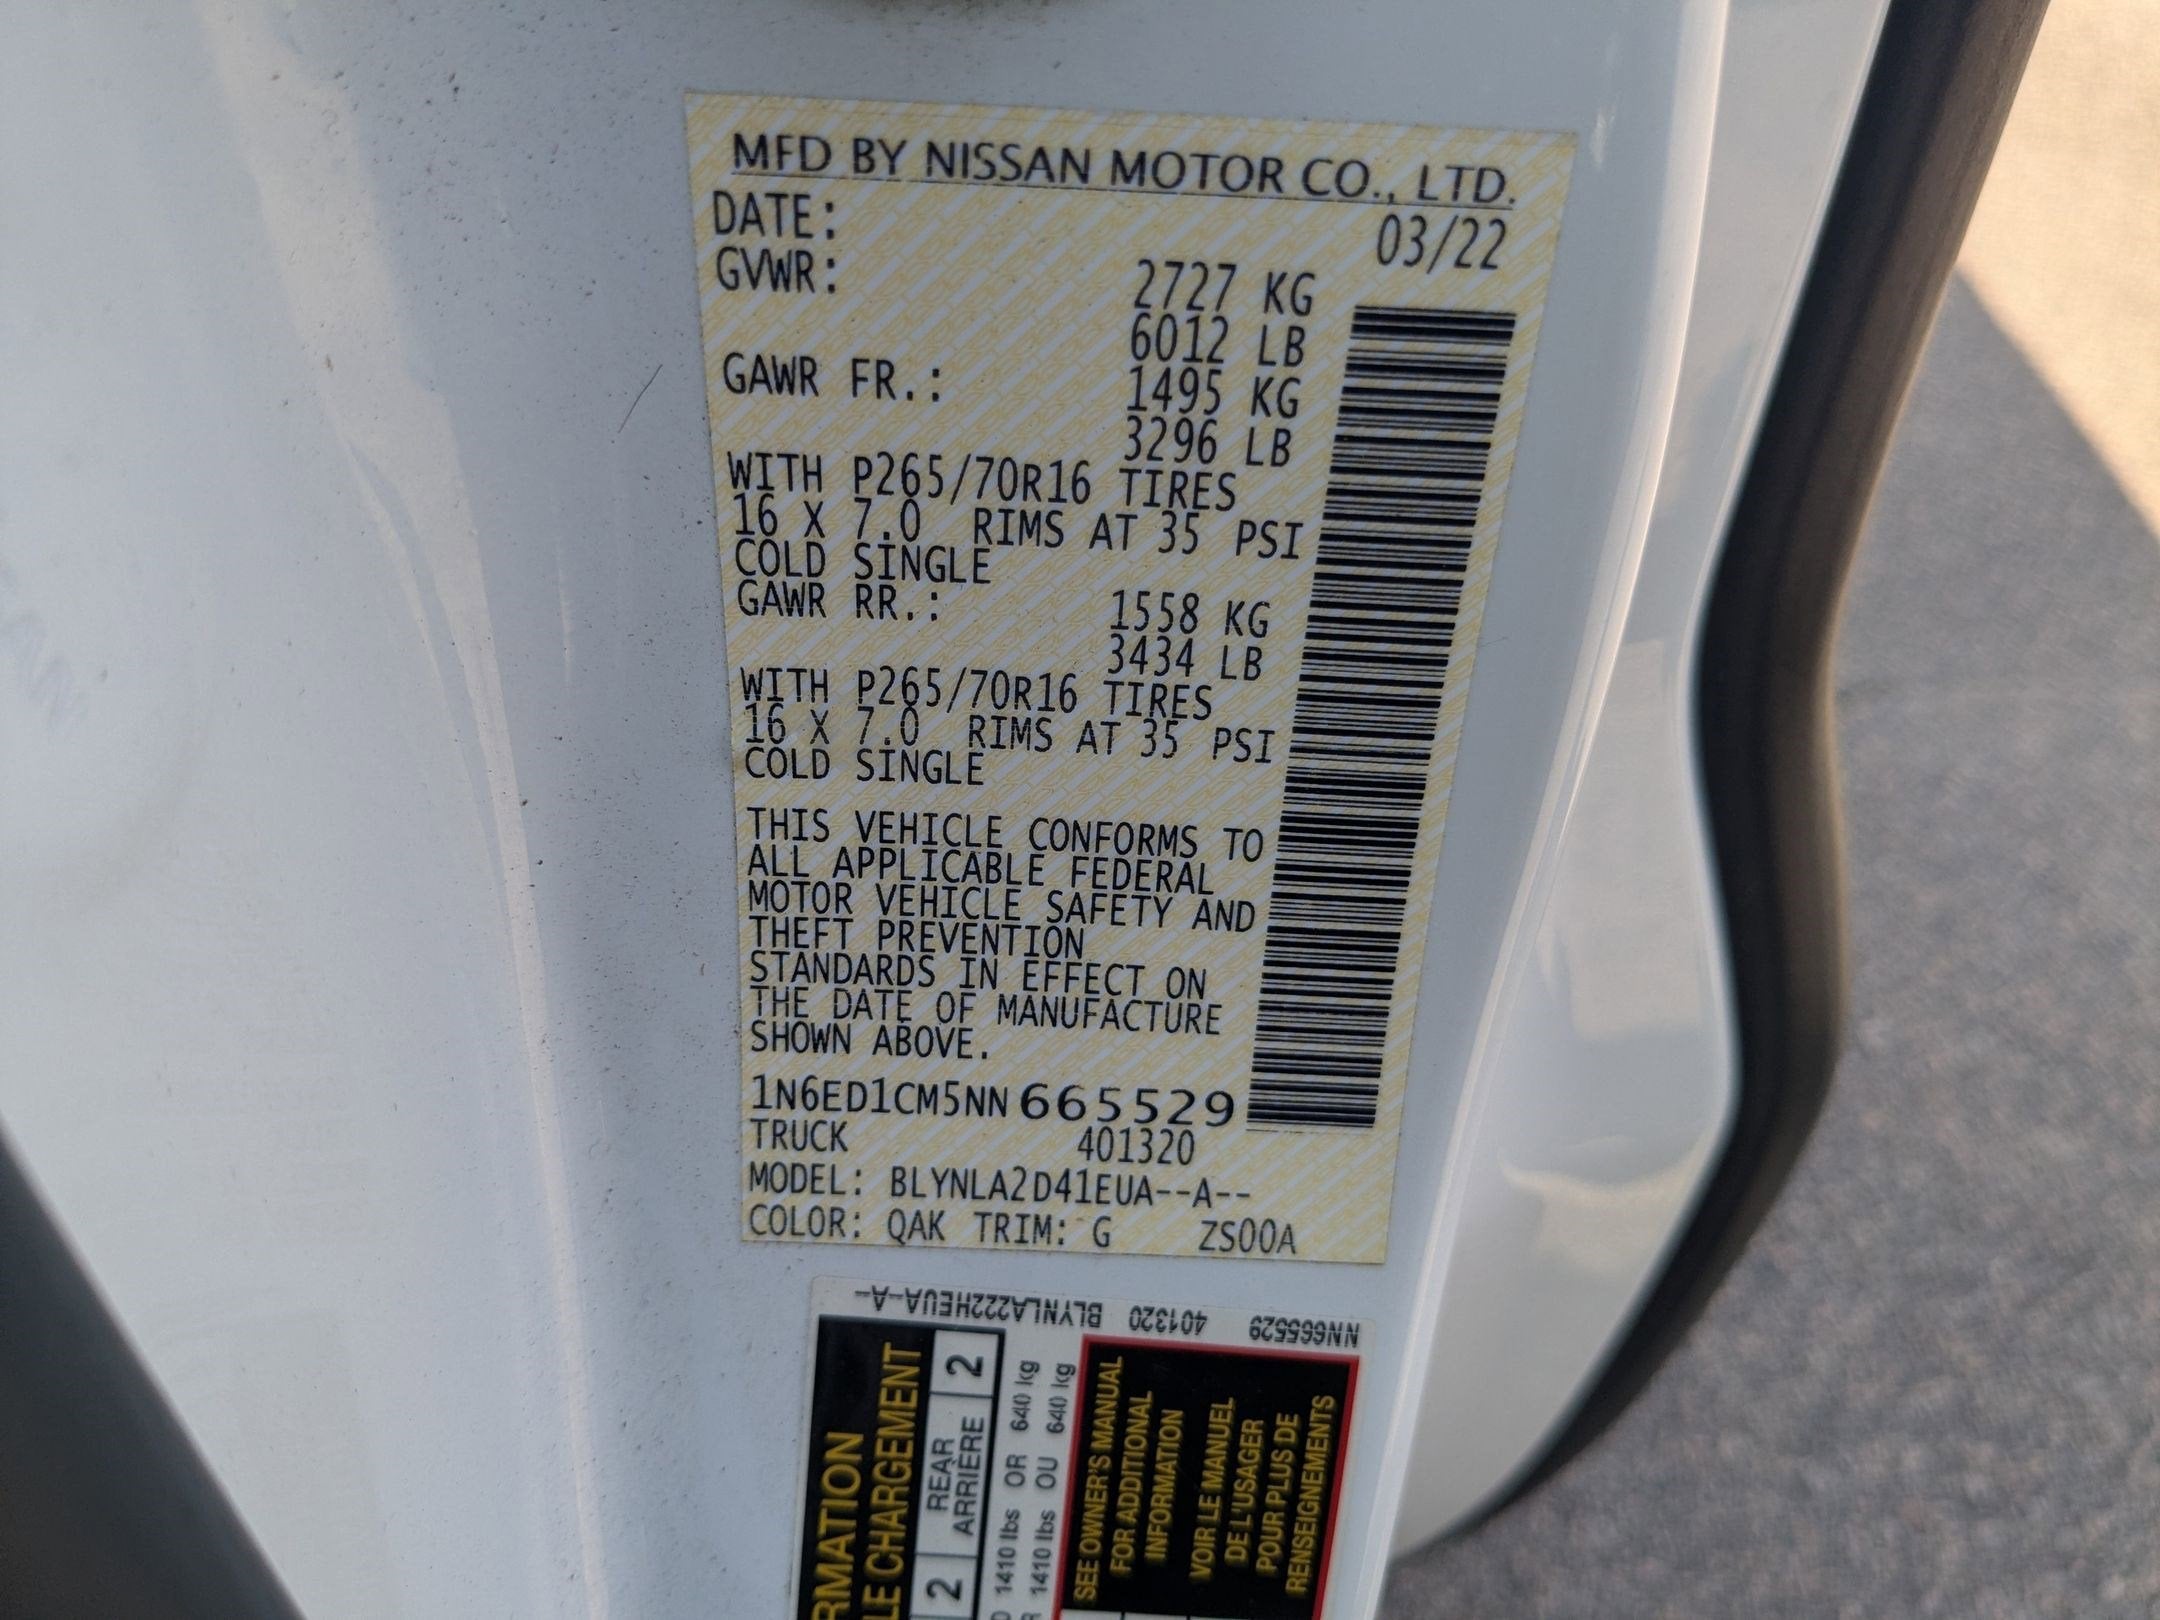 MFD BY NISSAN MOTOR CO., LTD.
DATE: 03/22
GVWR: 2727 KG
6012 LB
GAWR FR.: 1495 KG
3296 LB
WITH P265/70R16 TIRES
16 X 7.0 RIMS AT 35 PSI
COLD SINGLE
GAWR RR.: 1558 KG
3434 LB
WITH P265/70R16 TIRES
16 X 7.0 RIMS AT 35 PSI
COLD SINGLE
THIS VEHICLE CONFORMS TO
ALL APPLICABLE FEDERAL
MOTOR VEHICLE SAFETY AND
THEFT PREVENTION
STANDARDS IN EFFECT ON
THE DATE OF MANUFACTURE
SHOWN ABOVE.
1N6ED1CM5NN665529
TRUCK 401320
MODEL: BLYNLA2D41EUA--A--
COLOR: QAK TRIM: G ZS00A
NN665529 401320 BLYNLA222HEUA-A-
RMATION
LE CHARGEMENT
2 REAR 2
ARRIÈRE
1410 lbs OR 640 kg
1410 lbs OU 640 kg
SEE OWNER'S MANUAL
FOR ADDITIONAL
INFORMATION
VOIR LE MANUEL
DE L'USAGER
POUR PLUS DE
RENSEIGNEMENTS